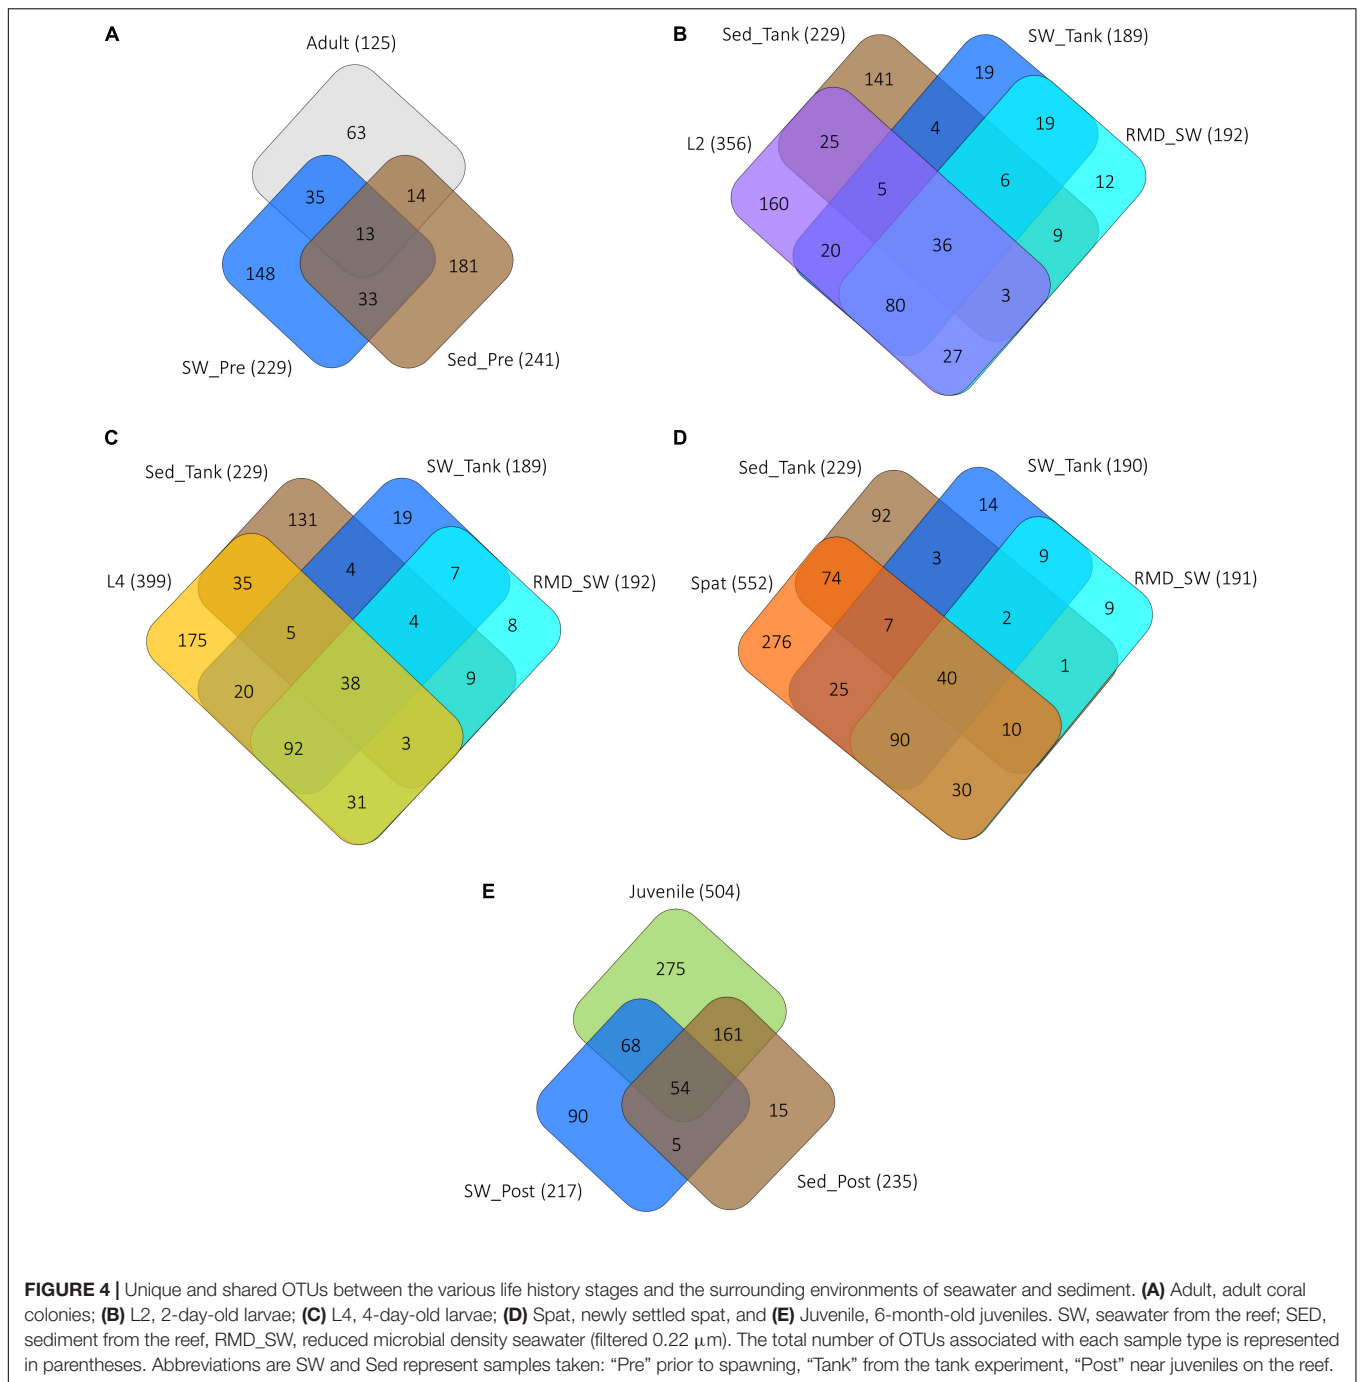 A
Adult (125)
63
35
14
13
148
181
33
SW_Pre (229)
Sed_Pre (241)
B
Sed_Tank (229)
SW_Tank (189)
L2 (356)
RMD_SW (192)
141
19
4
19
25
12
6
5
160
9
36
20
3
80
27
C
Sed_Tank (229)
SW_Tank (189)
L4 (399)
RMD_SW (192)
131
19
4
7
35
4
8
5
175
9
38
20
3
92
31
D
Sed_Tank (229)
SW_Tank (190)
Spat (552)
RMD_SW (191)
92
14
3
9
74
9
2
7
276
1
40
25
10
90
30
E
Juvenile (504)
275
68
161
54
90
15
5
SW_Post (217)
Sed_Post (235)
FIGURE 4 | Unique and shared OTUs between the various life history stages and the surrounding environments of seawater and sediment. (A) Adult, adult coral
colonies; (B) L2, 2-day-old larvae; (C) L4, 4-day-old larvae; (D) Spat, newly settled spat, and (E) Juvenile, 6-month-old juveniles. SW, seawater from the reef; SED,
sediment from the reef, RMD_SW, reduced microbial density seawater (filtered 0.22 μm). The total number of OTUs associated with each sample type is represented
in parentheses. Abbreviations are SW and Sed represent samples taken: “Pre” prior to spawning, “Tank” from the tank experiment, “Post” near juveniles on the reef.